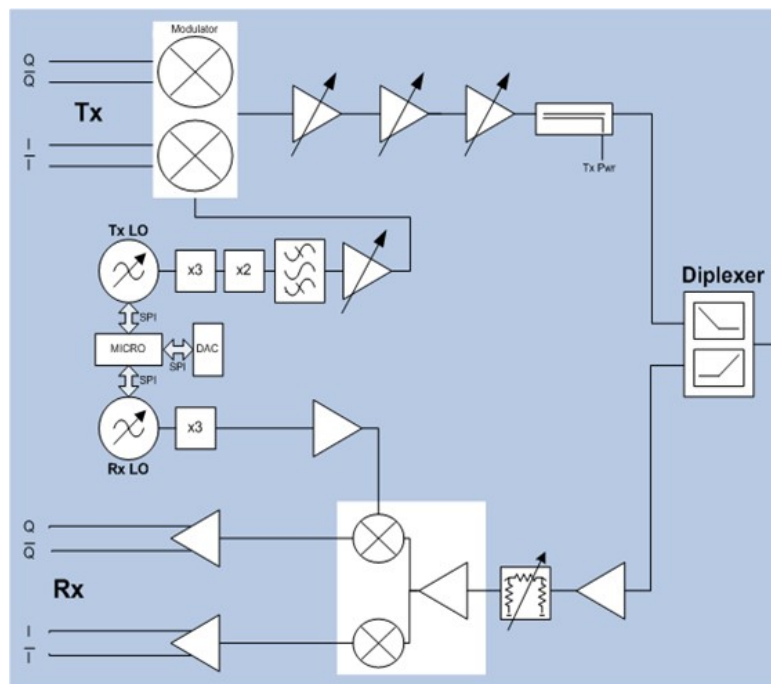 Modulator
Q
Q
Tx
I
I
Tx Pwr
Tx LO
x3
x2
SPI
MICRO
SPI
DAC
SPI
Diplexer
x3
Rx LO
Q
Q
Rx
I
I